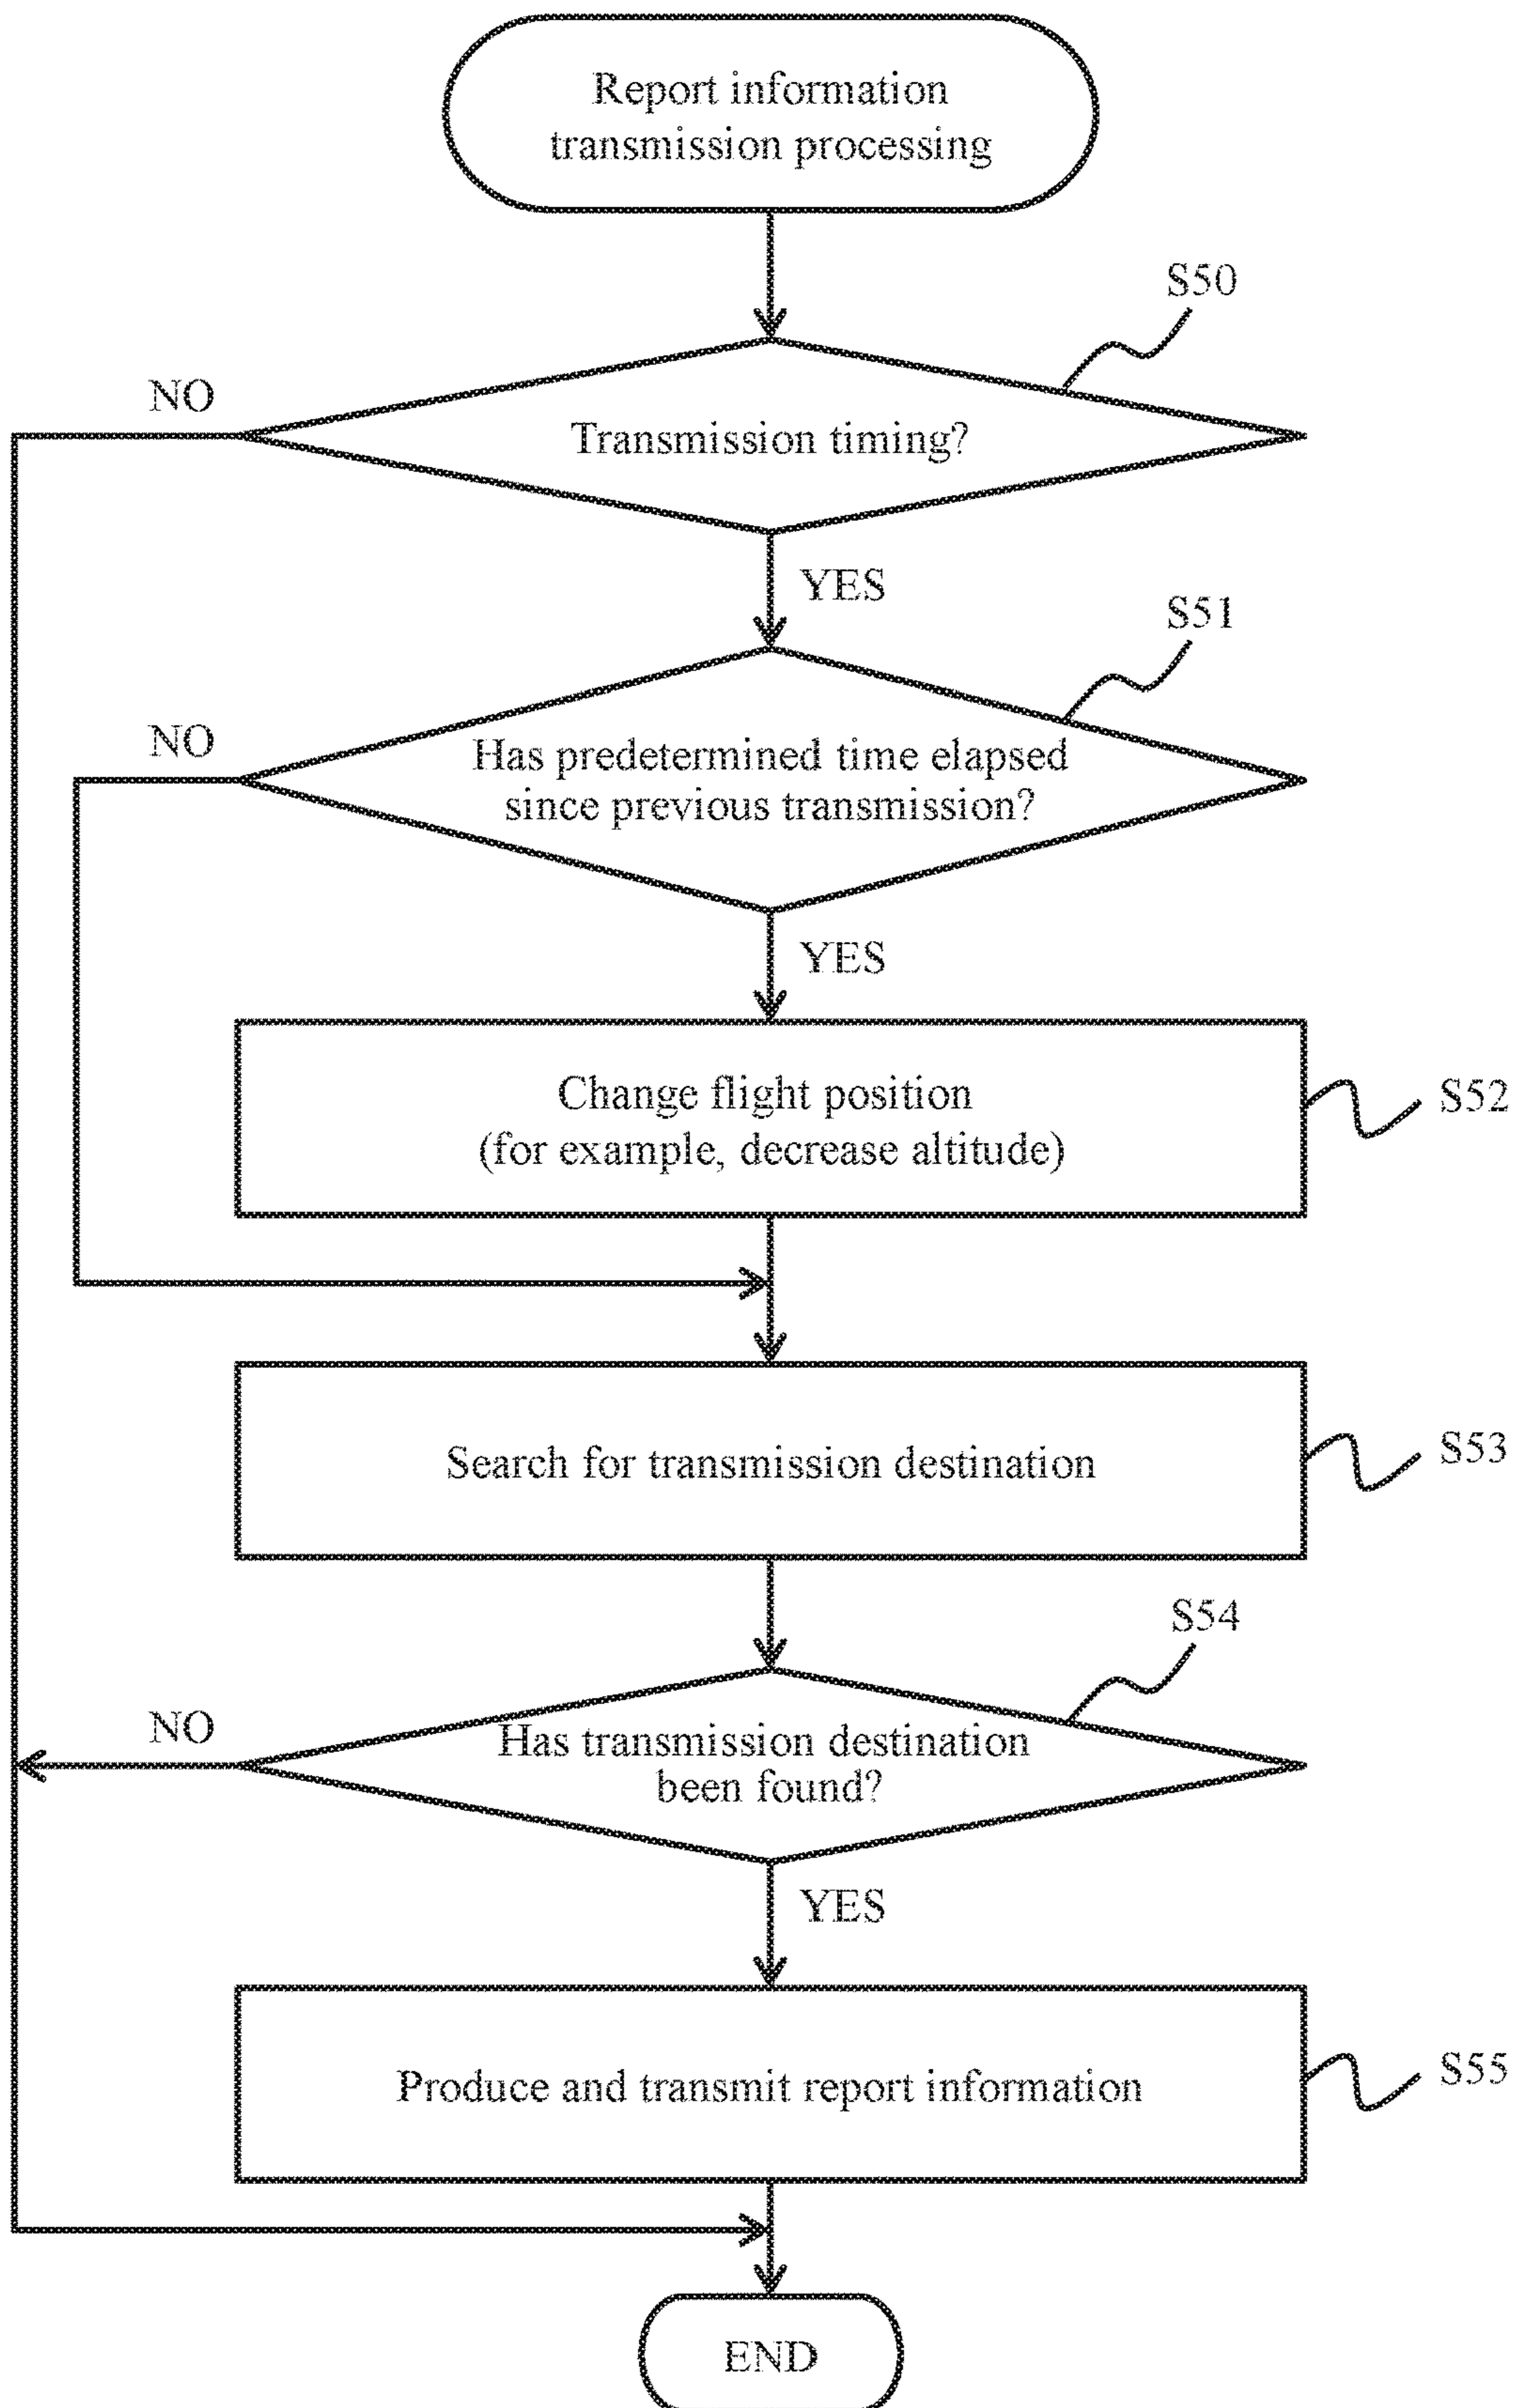 Report information
transmission processing
S50
NO
Transmission timing?
YES
S51
NO
Has predetermined time elapsed
since previous transmission?
YES
Change flight position
(for example, decrease altitude)
S52
Search for transmission destination
S53
S54
NO
Has transmission destination
been found?
YES
Produce and transmit report information
S55
END